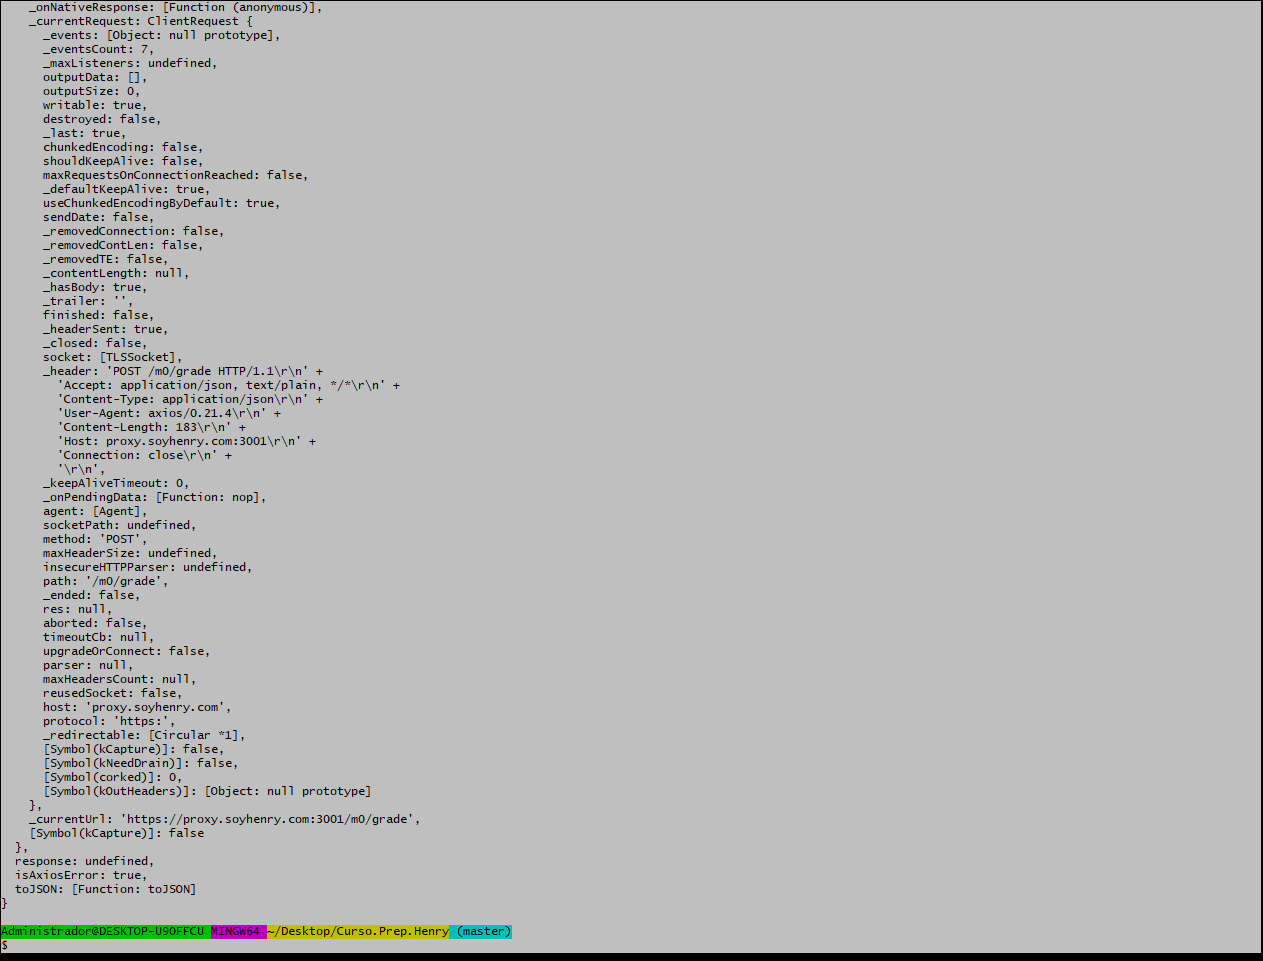 _onNativeResponse: [Function (anonymous)],
_currentRequest: ClientRequest {
_events: [Object: null prototype],
_eventsCount: 7,
_maxListeners: undefined,
outputData: [],
outputSize: 0,
writable: true,
destroyed: false,
_last: true,
chunkedEncoding: false,
shouldKeepAlive: false,
maxRequestsOnConnectionReached: false,
_defaultKeepAlive: true,
useChunkedEncodingByDefault: true,
sendDate: false,
_removedConnection: false,
_removedContLen: false,
_removedTE: false,
_contentLength: null,
_hasBody: true,
_trailer: '',
finished: false,
_headerSent: true,
_closed: false,
socket: [TLSSocket],
_header: 'POST /m0/grade HTTP/1.1\r\n' +
'Accept: application/json, text/plain, */*\r\n' +
'Content-Type: application/json\r\n' +
'User-Agent: axios/0.21.4\r\n' +
'Content-Length: 183\r\n' +
'Host: proxy.soyhenry.com:3001\r\n' +
'Connection: close\r\n' +
'\r\n',
_keepAliveTimeout: 0,
_onPendingData: [Function: nop],
agent: [Agent],
socketPath: undefined,
method: 'POST',
maxHeaderSize: undefined,
insecureHTTPParser: undefined,
path: '/m0/grade',
_ended: false,
res: null,
aborted: false,
timeoutCb: null,
upgradeOrConnect: false,
parser: null,
maxHeadersCount: null,
reusedSocket: false,
host: 'proxy.soyhenry.com',
protocol: 'https:',
_redirectable: [Circular *1],
[Symbol(kCapture)]: false,
[Symbol(kNeedDrain)]: false,
[Symbol(corked)]: 0,
[Symbol(kOutHeaders)]: [Object: null prototype]
},
_currentUrl: 'https://proxy.soyhenry.com:3001/m0/grade',
[Symbol(kCapture)]: false
},
response: undefined,
isAxiosError: true,
toJSON: [Function: toJSON]
}
Administrador@DESKTOP-U9OFFCU MINGW64 ~/Desktop/Curso.Prep.Henry (master)
$